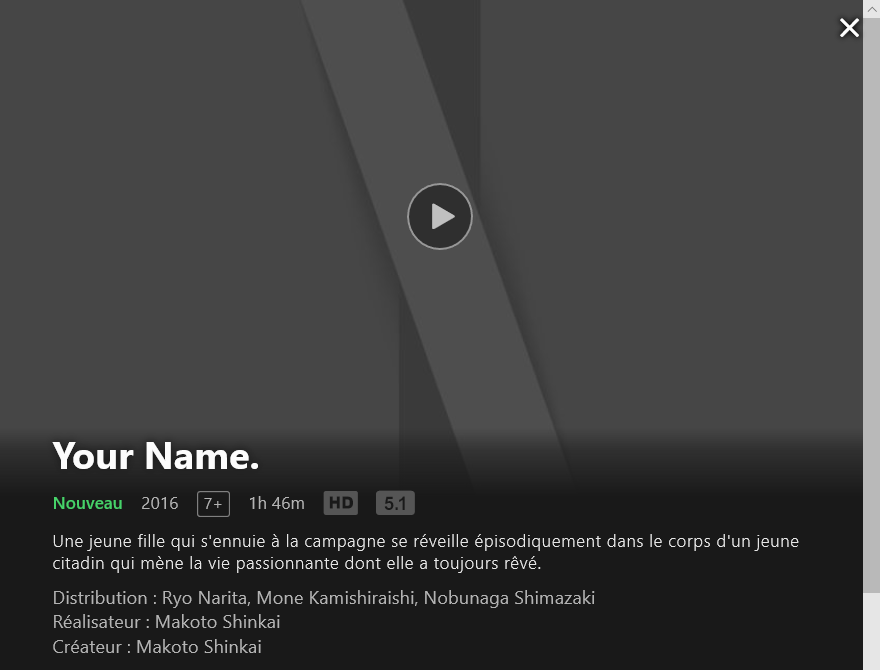 Your Name.
Nouveau 2016 7+ 1h 46m HD 5.1
Une jeune fille qui s'ennuie à la campagne se réveille épisodiquement dans le corps d'un jeune
citadin qui mène la vie passionnante dont elle a toujours rêvé.
Distribution : Ryo Narita, Mone Kamishiraishi, Nobunaga Shimazaki
Réalisateur : Makoto Shinkai
Créateur : Makoto Shinkai